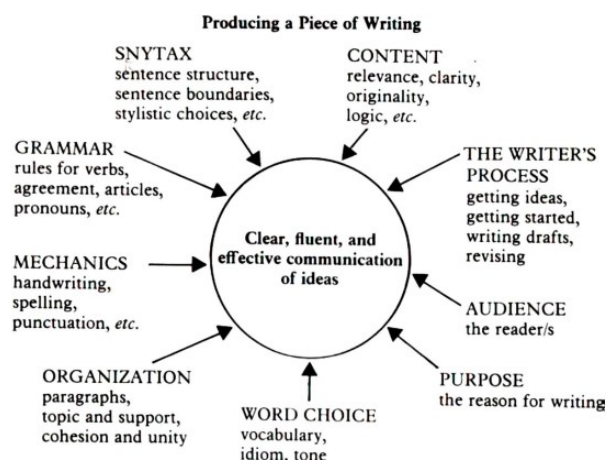 Producing a Piece of Writing
SNYTAX
sentence structure,
sentence boundaries,
stylistic choices, etc.
CONTENT
relevance, clarity,
originality,
logic, etc.
GRAMMAR
rules for verbs,
agreement, articles,
pronouns, etc.
THE WRITER'S
PROCESS
getting ideas,
getting started,
writing drafts,
revising
Clear, fluent, and
effective communication
of ideas
MECHANICS
handwriting,
spelling,
punctuation, etc.
AUDIENCE
the reader/s
ORGANIZATION
paragraphs,
topic and support,
cohesion and unity
WORD CHOICE
vocabulary,
idiom, tone
PURPOSE
the reason for writing